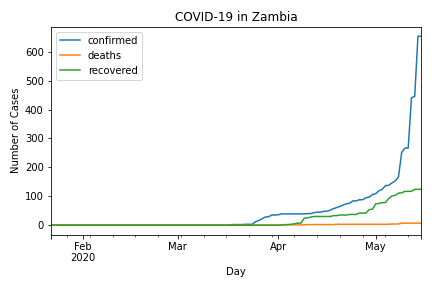 COVID-19 in Zambia
confirmed
deaths
recovered
Number of Cases
600
500
400
300
200
100
0
Feb
2020
Mar
Apr
May
Day